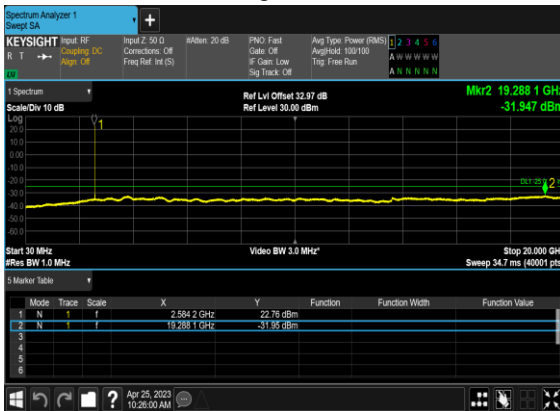 Spectrum Analyzer 1
Swept SA
+
KEYSIGHT Input: RF Input Z: 50 Ω #Atten: 20 dB PNO: Fast Avg Type: Power (RMS) 1 2 3 4 5 6
R T Coupling: DC Corrections: Off Gate: Off Avg|Hold: 100/100 A W W W W W
Align: Off Freq Ref: Int (S) IF Gain: Low Trig: Free Run
Sig Track: Off A N N N N N
1 Spectrum Ref Lvl Offset 32.97 dB Mkr2 19.288 1 GHz
Scale/Div 10 dB Ref Level 30.00 dBm -31.947 dBm
Log
20.0 1
10.0
0.00
-10.0
-20.0 2
-30.0
-40.0
-50.0
-60.0
Start 30 MHz Video BW 3.0 MHz* Stop 20.000 GH
#Res BW 1.0 MHz Sweep 34.7 ms (40001 pts
5 Marker Table
Mode Trace Scale X Y Function Function Width Function Value
1 N 1 f 2.584 2 GHz 22.76 dBm
2 N 1 f 19.288 1 GHz -31.95 dBm
3
4
5
6
? Apr 25, 2023
10:26:00 AM